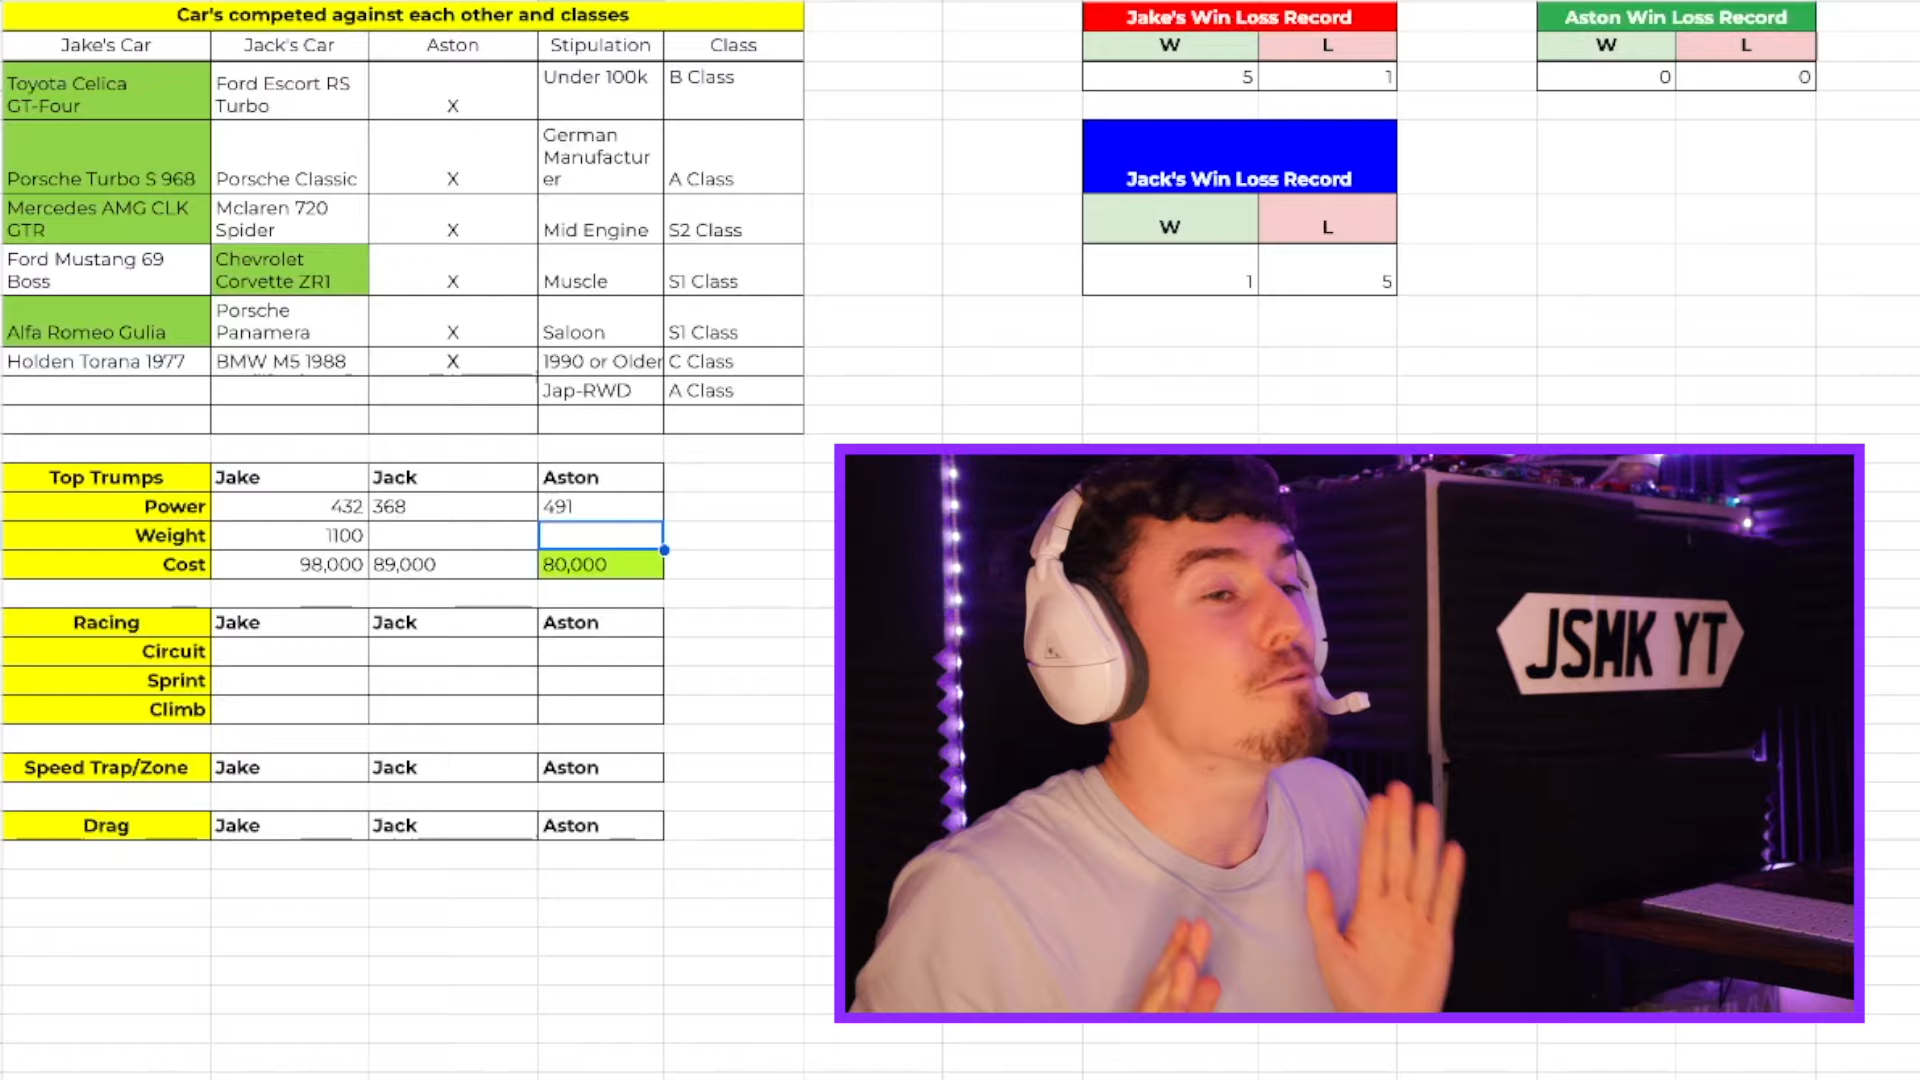 Car's competed against each other and classes
Jake's Car Jack's Car Aston Stipulation Class
Toyota Celica GT-Four Ford Escort RS Turbo X Under 100k B Class
Porsche Turbo S 968 Porsche Classic X German Manufacturer A Class
Mercedes AMG CLK GTR Mclaren 720 Spider X Mid Engine S2 Class
Ford Mustang 69 Boss Chevrolet Corvette ZR1 X Muscle S1 Class
Alfa Romeo Gulia Porsche Panamera X Saloon S1 Class
Holden Torana 1977 BMW M5 1988 X 1990 or Older C Class
Jap-RWD A Class
Jake's Win Loss Record
W L
5 1
Jack's Win Loss Record
W L
1 5
Aston Win Loss Record
W L
0 0
Top Trumps Jake Jack Aston
Power 432 368 491
Weight 1100
Cost 98,000 89,000 80,000
Racing Jake Jack Aston
Circuit
Sprint
Climb
Speed Trap/Zone Jake Jack Aston
Drag Jake Jack Aston
JSMK YT